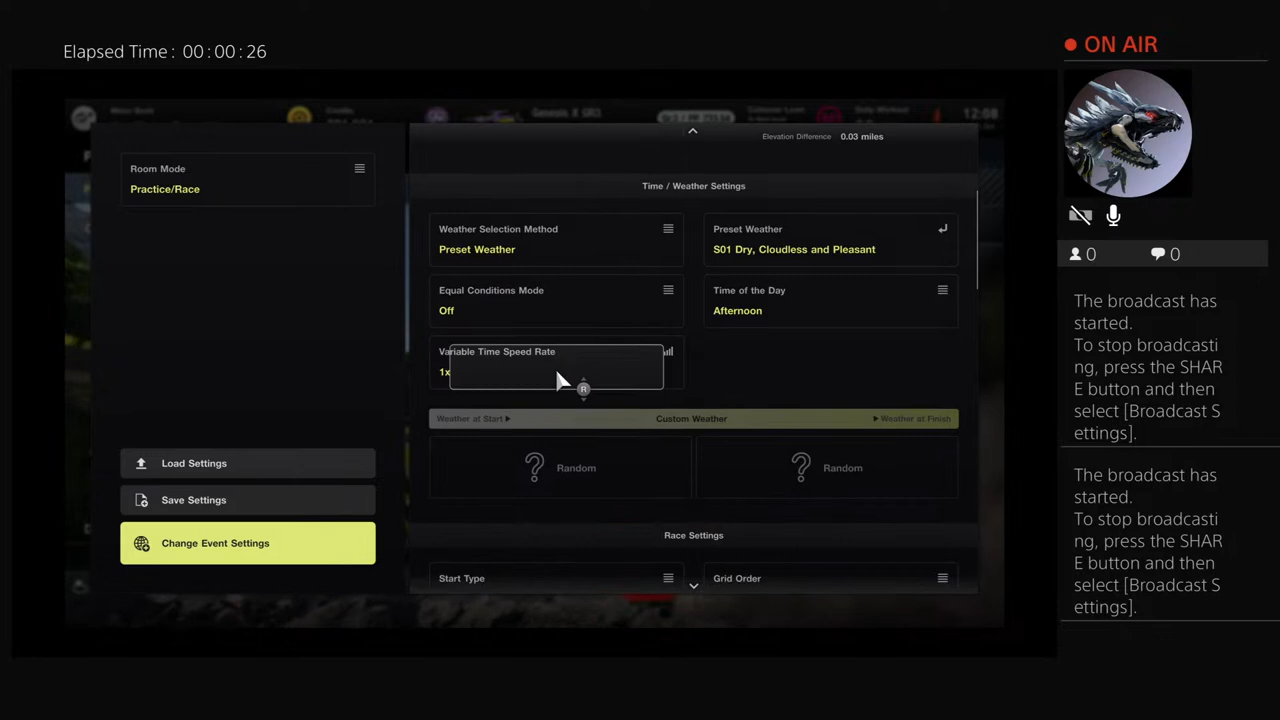 Elapsed Time : 00:00:26
ON AIR
Genesis X (GR)
12:08
Elevation Difference 0.03 miles
Room Mode
Practice/Race
Time / Weather Settings
Weather Selection Method
Preset Weather
Preset Weather
S01 Dry, Cloudless and Pleasant
Equal Conditions Mode
Off
Time of the Day
Afternoon
Variable Time Speed Rate
1x
R
Weather at Start
Custom Weather
Weather at Finish
? Random
? Random
Load Settings
Save Settings
Change Event Settings
Race Settings
Start Type
Grid Order
0
0
The broadcast has
started.
To stop broadcasti
ng, press the SHAR
E button and then
select [Broadcast S
ettings].
The broadcast has
started.
To stop broadcasti
ng, press the SHAR
E button and then
select [Broadcast S
ettings].